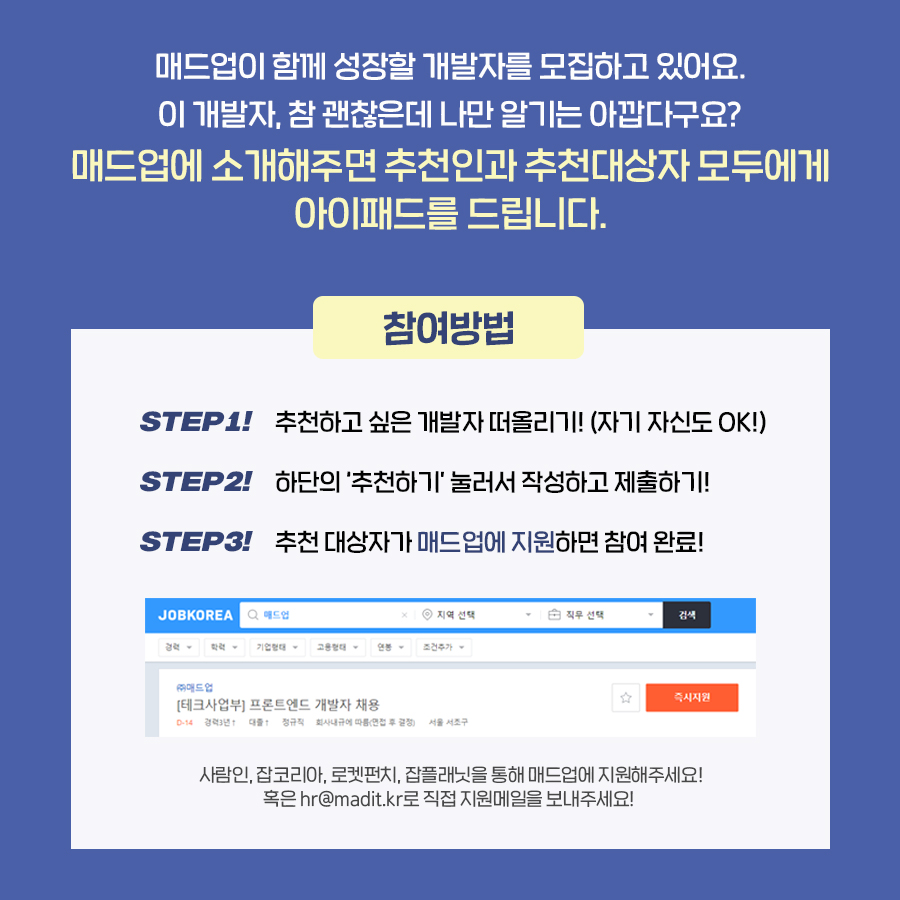 매드업이 함께 성장할 개발자를 모집하고 있어요.
이 개발자, 참 괜찮은데 나만 알기는 아깝다구요?
매드업에 소개해주면 추천인과 추천대상자 모두에게
아이패드를 드립니다.
참여방법
STEP1! 추천하고 싶은 개발자 떠올리기! (자기 자신도 OK!)
STEP2! 하단의 ‘추천하기’ 눌러서 작성하고 제출하기!
STEP3! 추천 대상자가 매드업에 지원하면 참여 완료!
JOBKOREA 매드업 × 지역 선택 직무 선택 검색
경력 학력 기업형태 고용형태 연봉 조건추가
㈜매드업
[테크사업부] 프론트엔드 개발자 채용 즉시지원
D-14 경력3년↑ 대졸↑ 정규직 회사내규에 따름(면접 후 결정) 서울 서초구
사람인, 잡코리아, 로켓펀치, 잡플래닛을 통해 매드업에 지원해주세요!
혹은 hr@madit.kr로 직접 지원메일을 보내주세요!